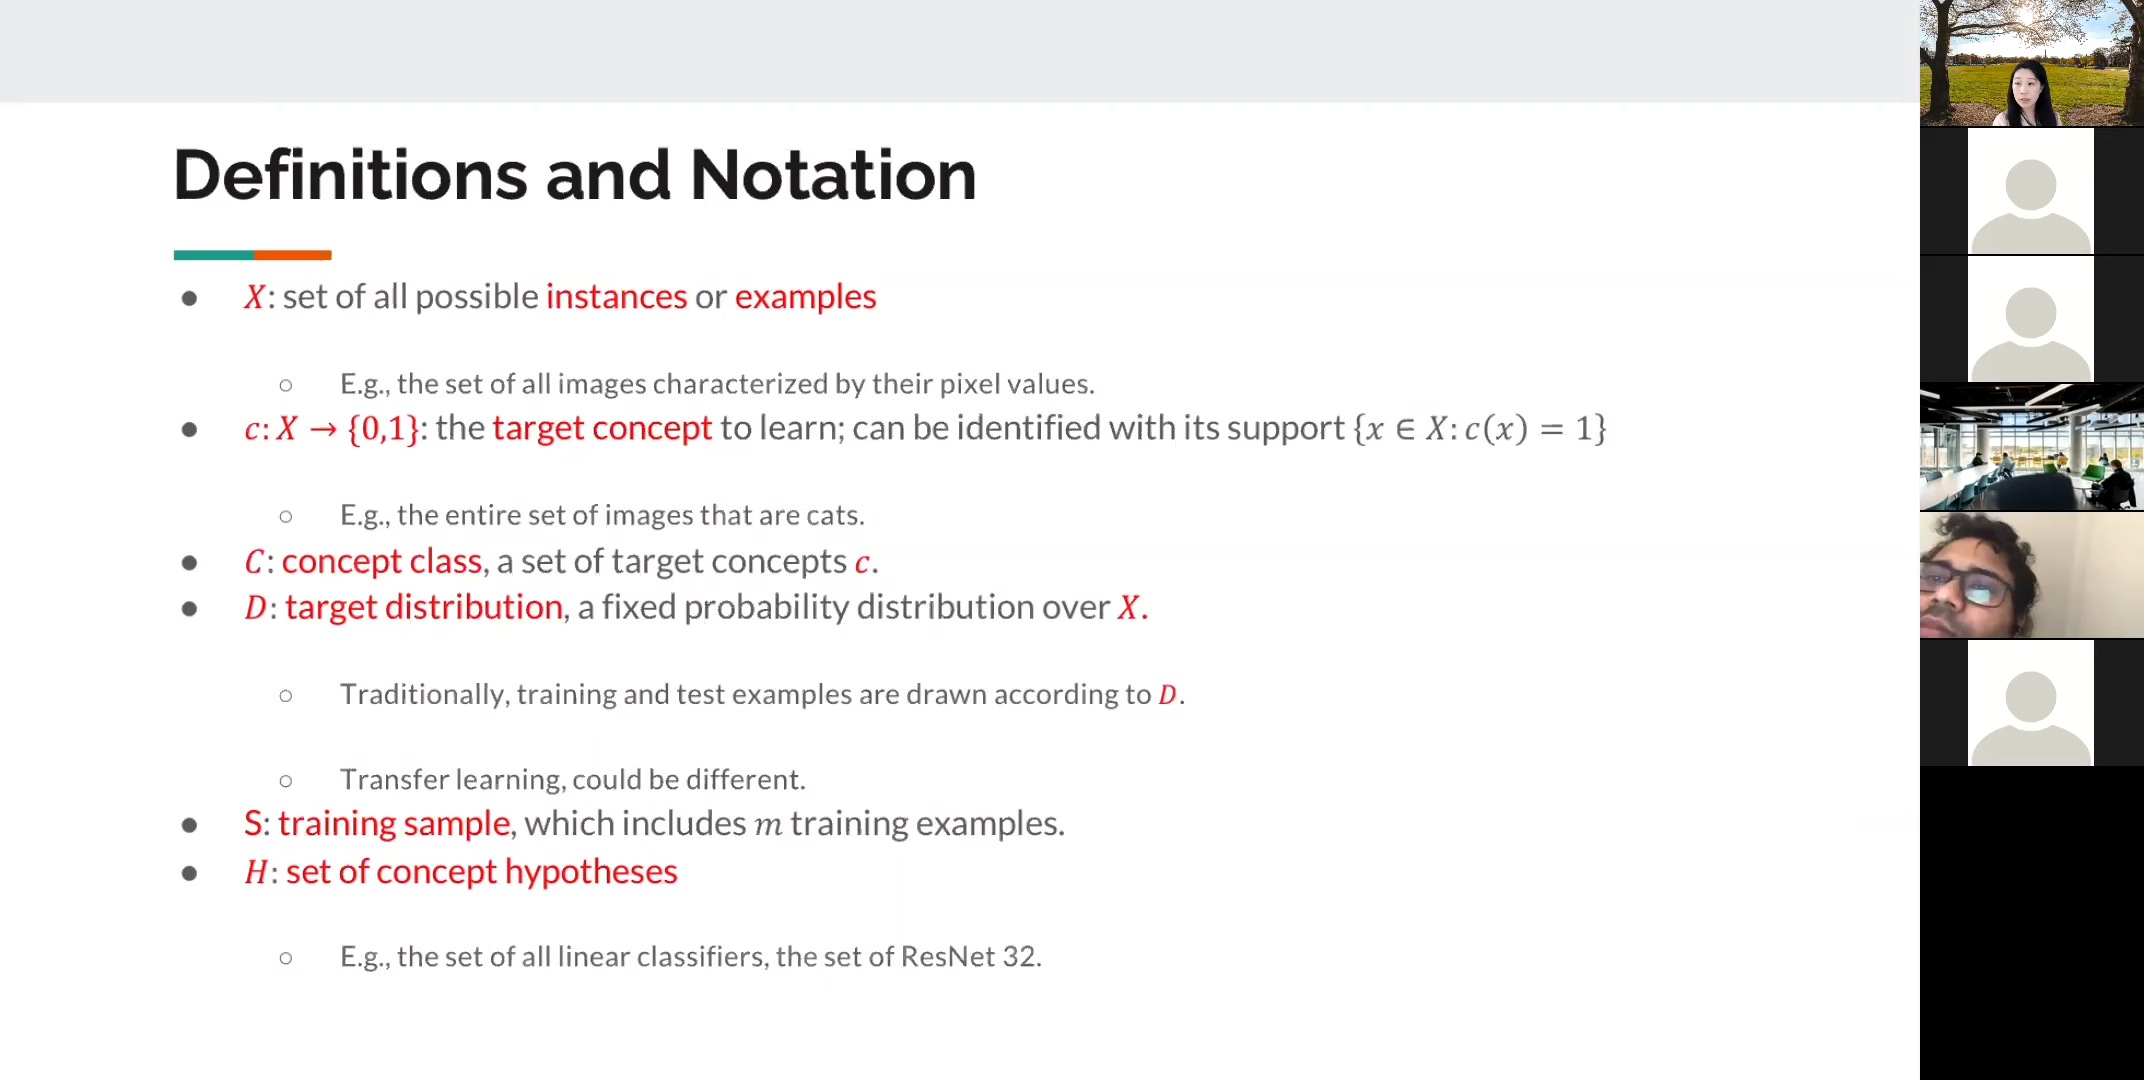 Definitions and Notation
● X: set of all possible instances or examples
○ E.g., the set of all images characterized by their pixel values.
● c: X → {0,1}: the target concept to learn; can be identified with its support {x ∈ X: c(x) = 1}
○ E.g., the entire set of images that are cats.
● C: concept class, a set of target concepts c.
● D: target distribution, a fixed probability distribution over X.
○ Traditionally, training and test examples are drawn according to D.
○ Transfer learning, could be different.
● S: training sample, which includes m training examples.
● H: set of concept hypotheses
○ E.g., the set of all linear classifiers, the set of ResNet 32.